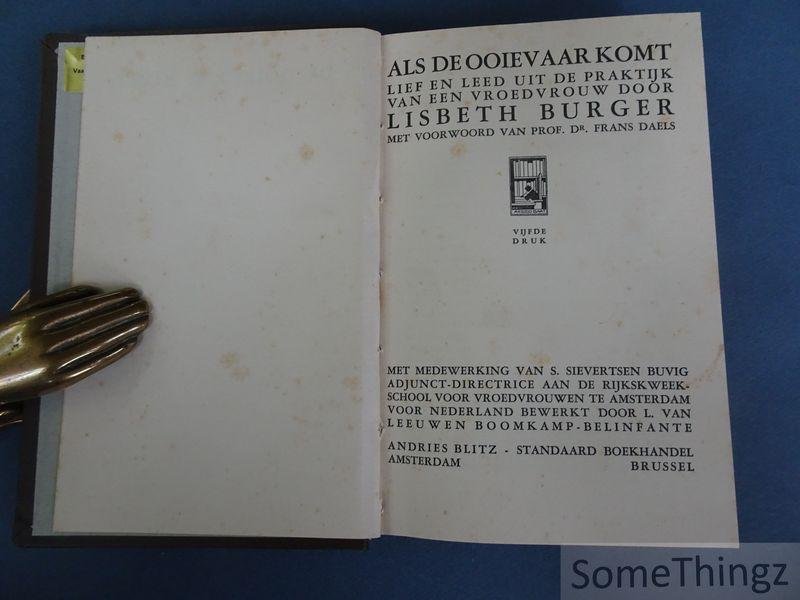 ALS DE OOIEVAAR KOMT
LIEF EN LEED UIT DE PRAKTIJK
VAN EEN VROEDVROUW DOOR
LISBETH BURGER
MET VOORWOORD VAN PROF. DR. FRANS DAELS
VIJFDE
DRUK
MET MEDEWERKING VAN S. SIEVERTSEN BUVIG
ADJUNCT-DIRECTRICE AAN DE RIJKSKWEEK-
SCHOOL VOOR VROEDVROUWEN TE AMSTERDAM
VOOR NEDERLAND BEWERKT DOOR L. VAN
LEEUWEN BOOMKAMP-BELINFANTE
ANDRIES BLITZ - STANDAARD BOEKHANDEL
AMSTERDAM BRUSSEL
SomeThingz